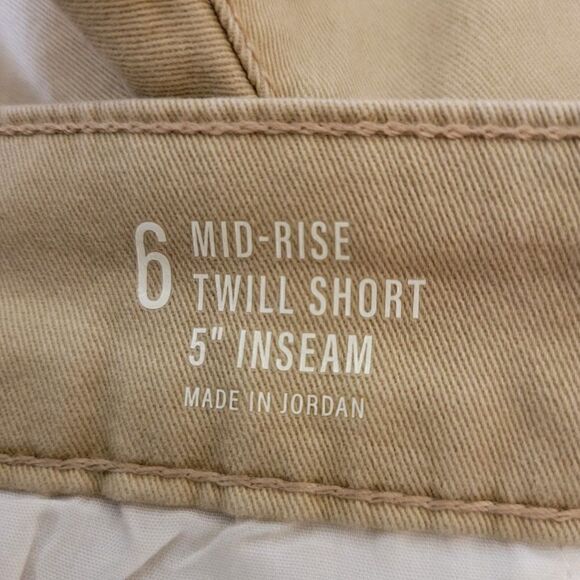 6 MID-RISE
TWILL SHORT
5" INSEAM
MADE IN JORDAN